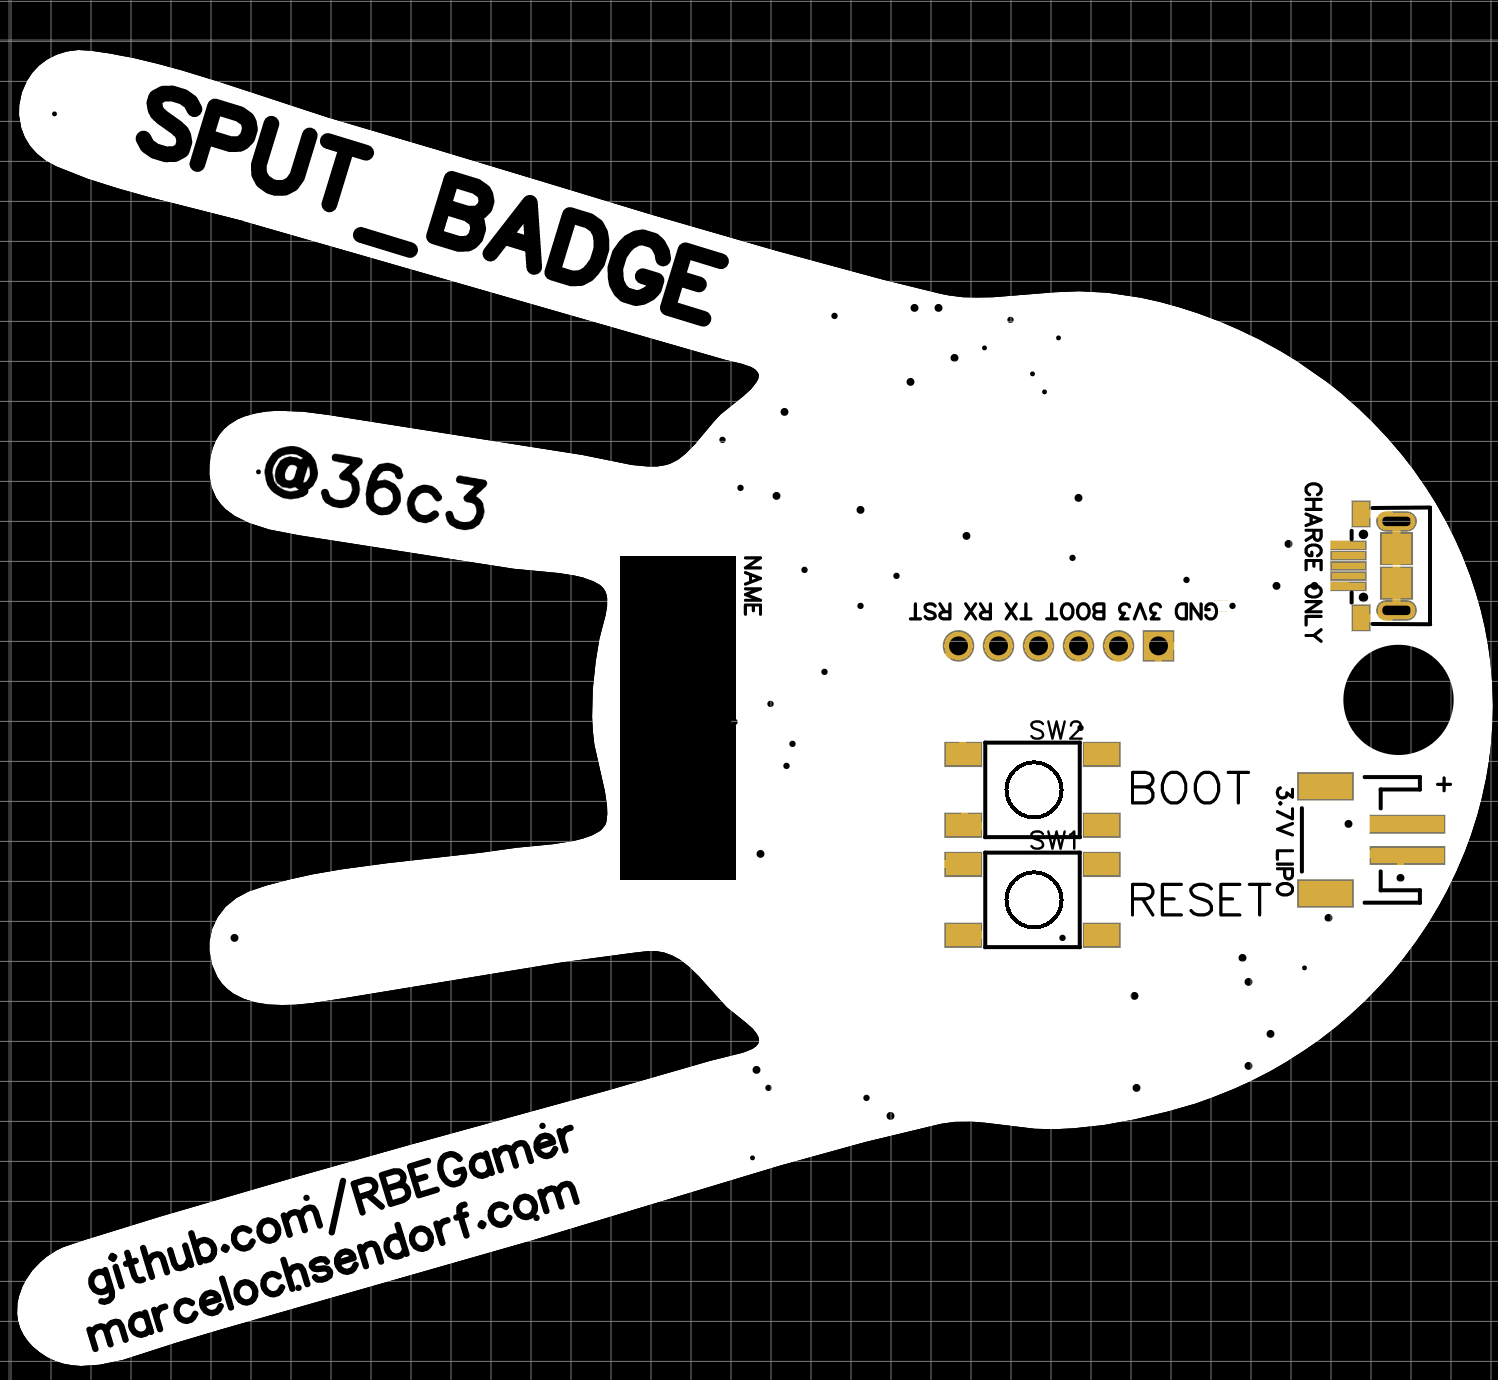 SPUT_BADGE
@36c3
NAME
CHARGE ONLY
GND 3V3 BOOT TX RX RST
SW2
BOOT
SW1
RESET
3.7V LIPO
+
github.com/RBEGamer
marcelochsendorf.com